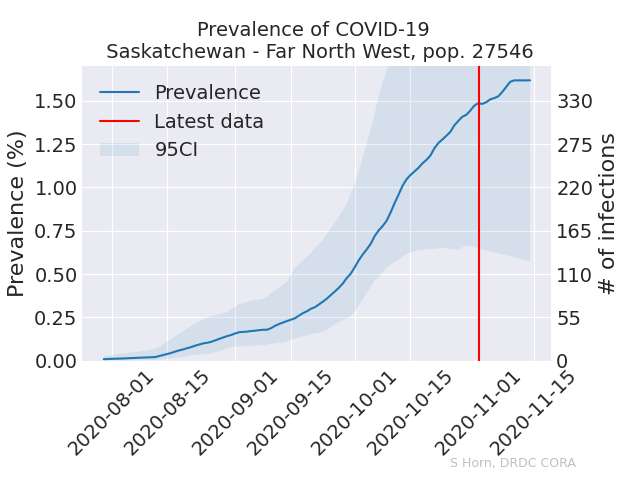 Prevalence of COVID-19
Saskatchewan - Far North West, pop. 27546
Prevalence
Latest data
95CI
Prevalence (%)
1.50
1.25
1.00
0.75
0.50
0.25
0.00
330
275
220
165
110
55
0
# of infections
2020-08-01
2020-08-15
2020-09-01
2020-09-15
2020-10-01
2020-10-15
2020-11-01
2020-11-15
S Horn, DRDC CORA